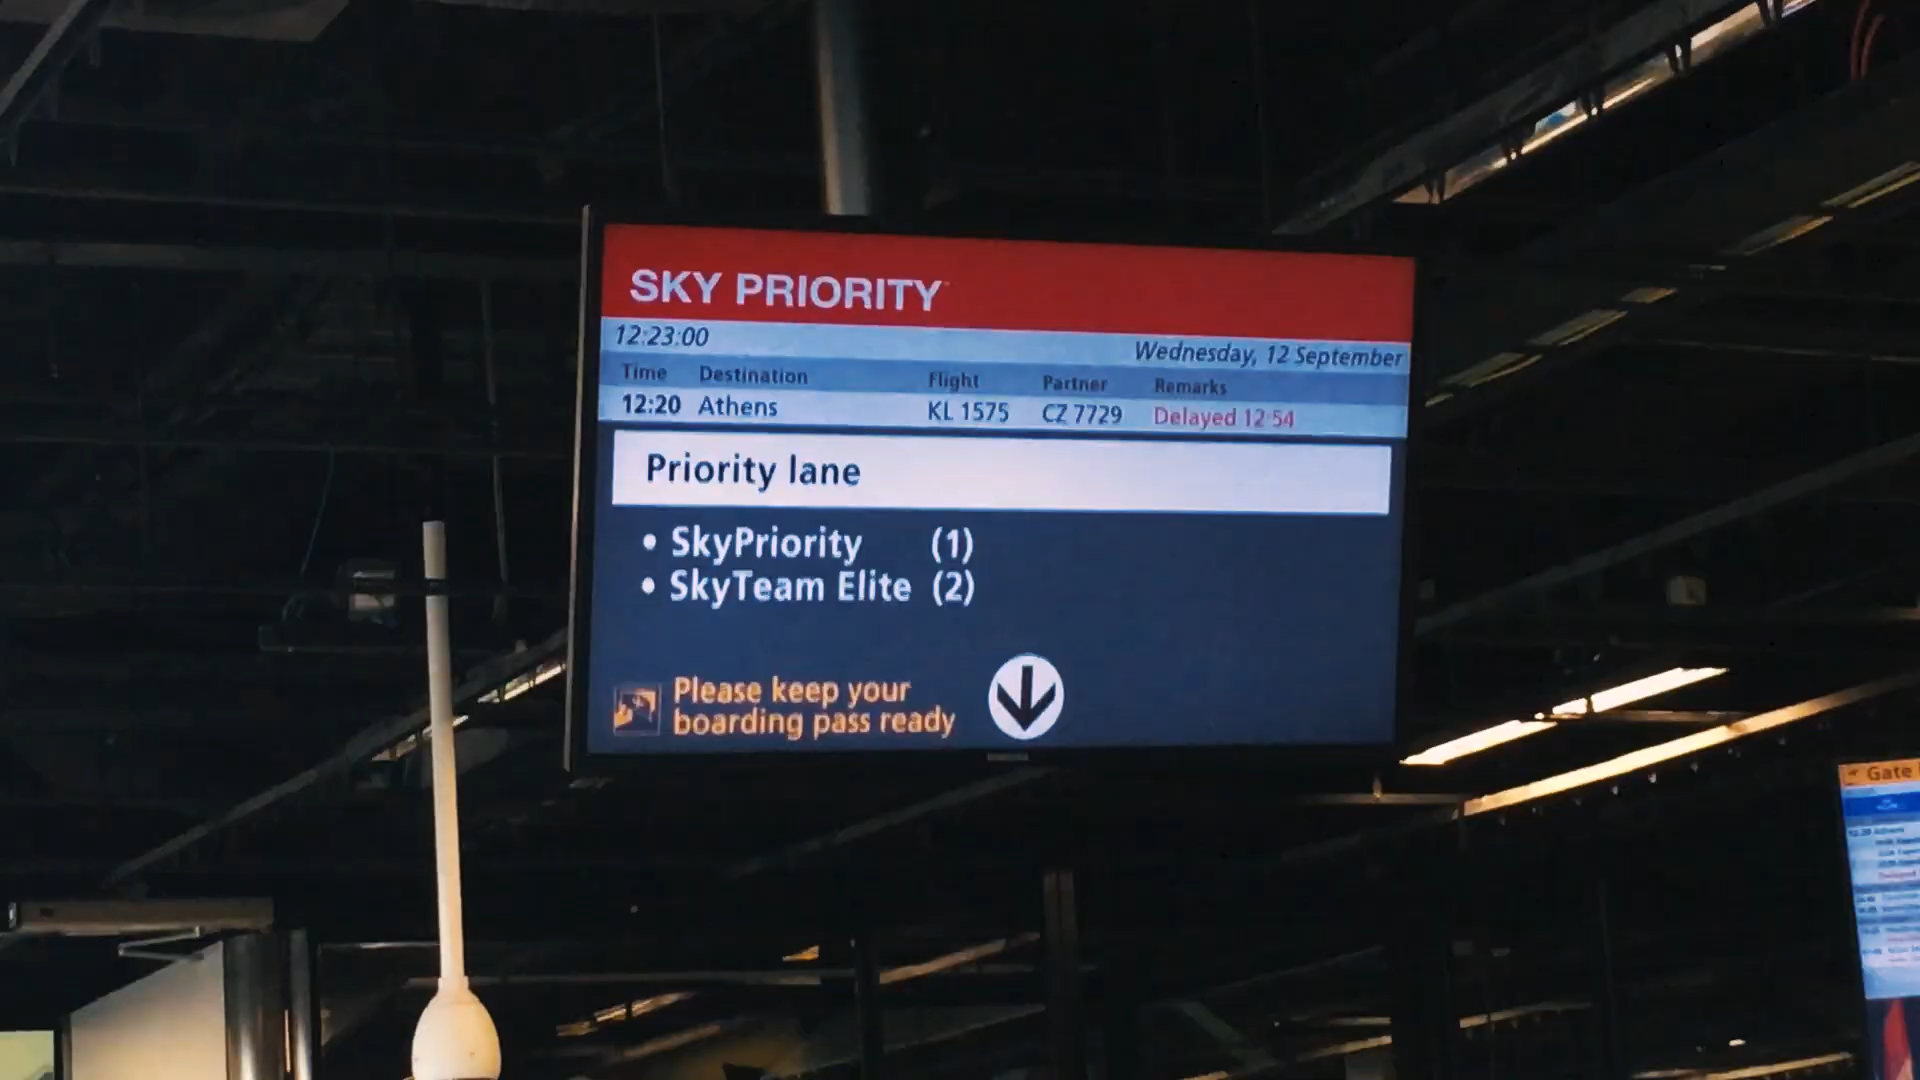 SKY PRIORITY
12:23:00 Wednesday, 12 September
Time Destination Flight Partner Remarks
12:20 Athens KL 1575 CZ 7729 Delayed 12:54
Priority lane
• SkyPriority (1)
• SkyTeam Elite (2)
Please keep your
boarding pass ready
Gate